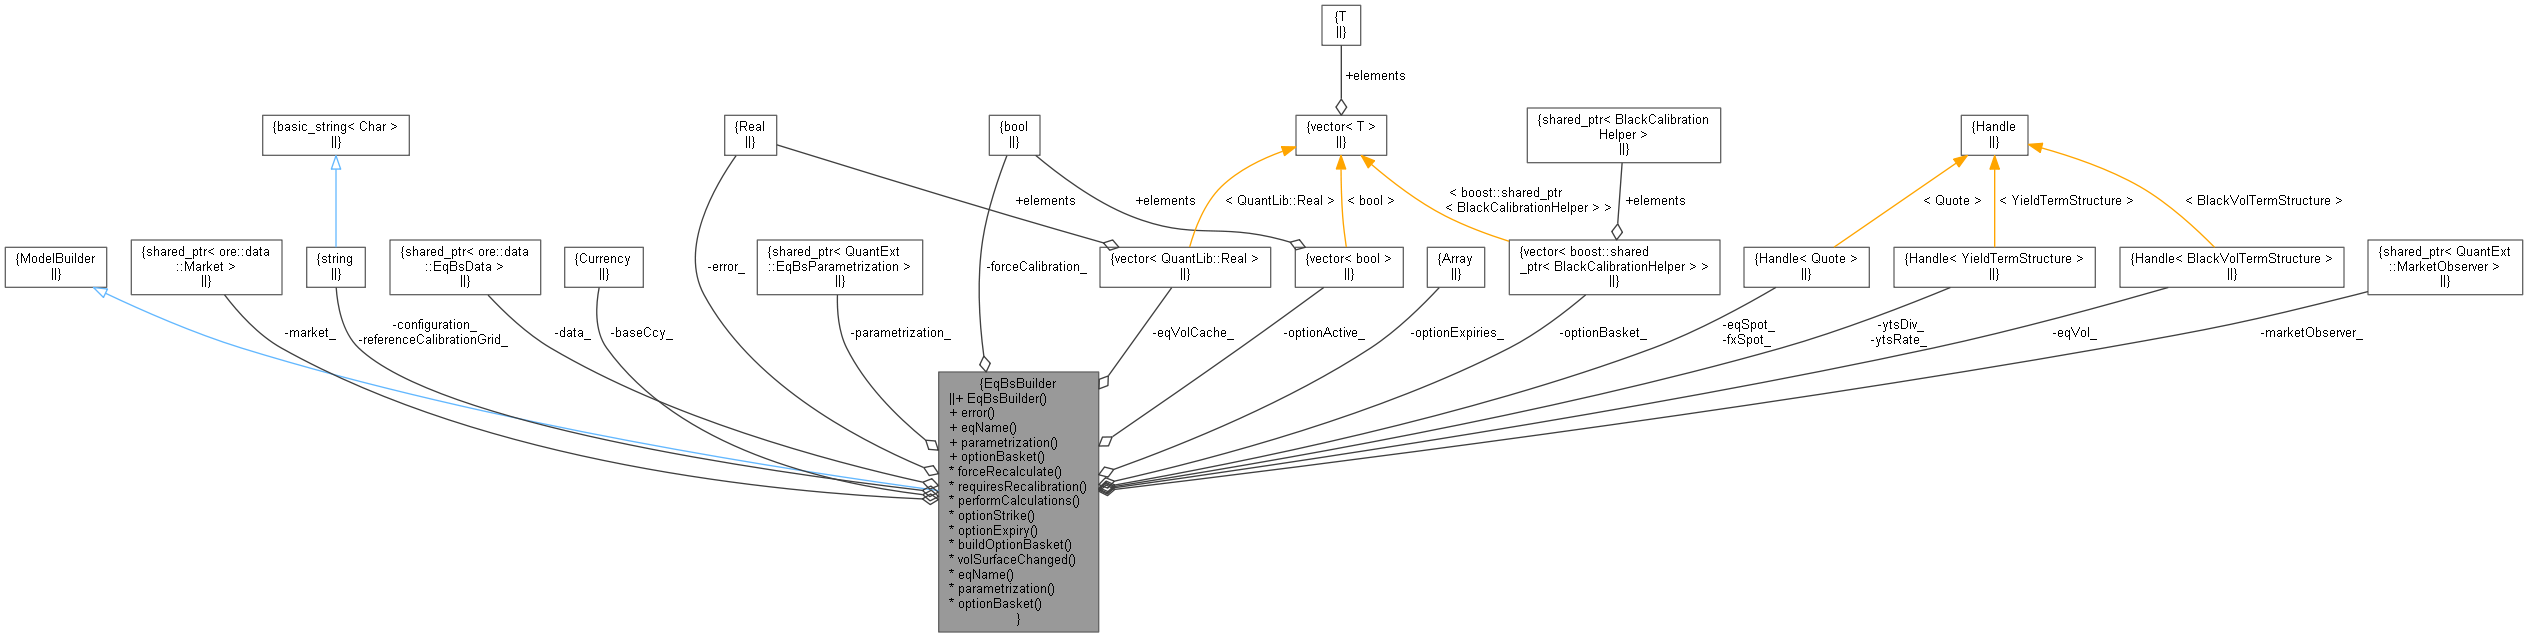 {T
||}
+elements
{basic_string< Char >
||}
{Real
||}
{bool
||}
{vector< T >
||}
{shared_ptr< BlackCalibration
Helper >
||}
{Handle
||}
+elements
+elements
< QuantLib::Real >
< bool >
< boost::shared_ptr
< BlackCalibrationHelper > >
+elements
< Quote >
< YieldTermStructure >
< BlackVolTermStructure >
{ModelBuilder
||}
{shared_ptr< ore::data
::Market >
||}
{string
||}
{shared_ptr< ore::data
::EqBsData >
||}
{Currency
||}
-error_
{shared_ptr< QuantExt
::EqBsParametrization >
||}
-forceCalibration_
{vector< QuantLib::Real >
||}
{vector< bool >
||}
{Array
||}
{vector< boost::shared
_ptr< BlackCalibrationHelper > >
||}
{Handle< Quote >
||}
{Handle< YieldTermStructure >
||}
{Handle< BlackVolTermStructure >
||}
{shared_ptr< QuantExt
::MarketObserver >
||}
-market_
-configuration_
-referenceCalibrationGrid_
-data_
-baseCcy_
-parametrization_
-eqVolCache_
-optionActive_
-optionExpiries_
-optionBasket_
-eqSpot_
-fxSpot_
-ytsDiv_
-ytsRate_
-eqVol_
-marketObserver_
{EqBsBuilder
||+ EqBsBuilder()
+ error()
+ eqName()
+ parametrization()
+ optionBasket()
* forceRecalculate()
* requiresRecalibration()
* performCalculations()
* optionStrike()
* optionExpiry()
* buildOptionBasket()
* volSurfaceChanged()
* eqName()
* parametrization()
* optionBasket()
}